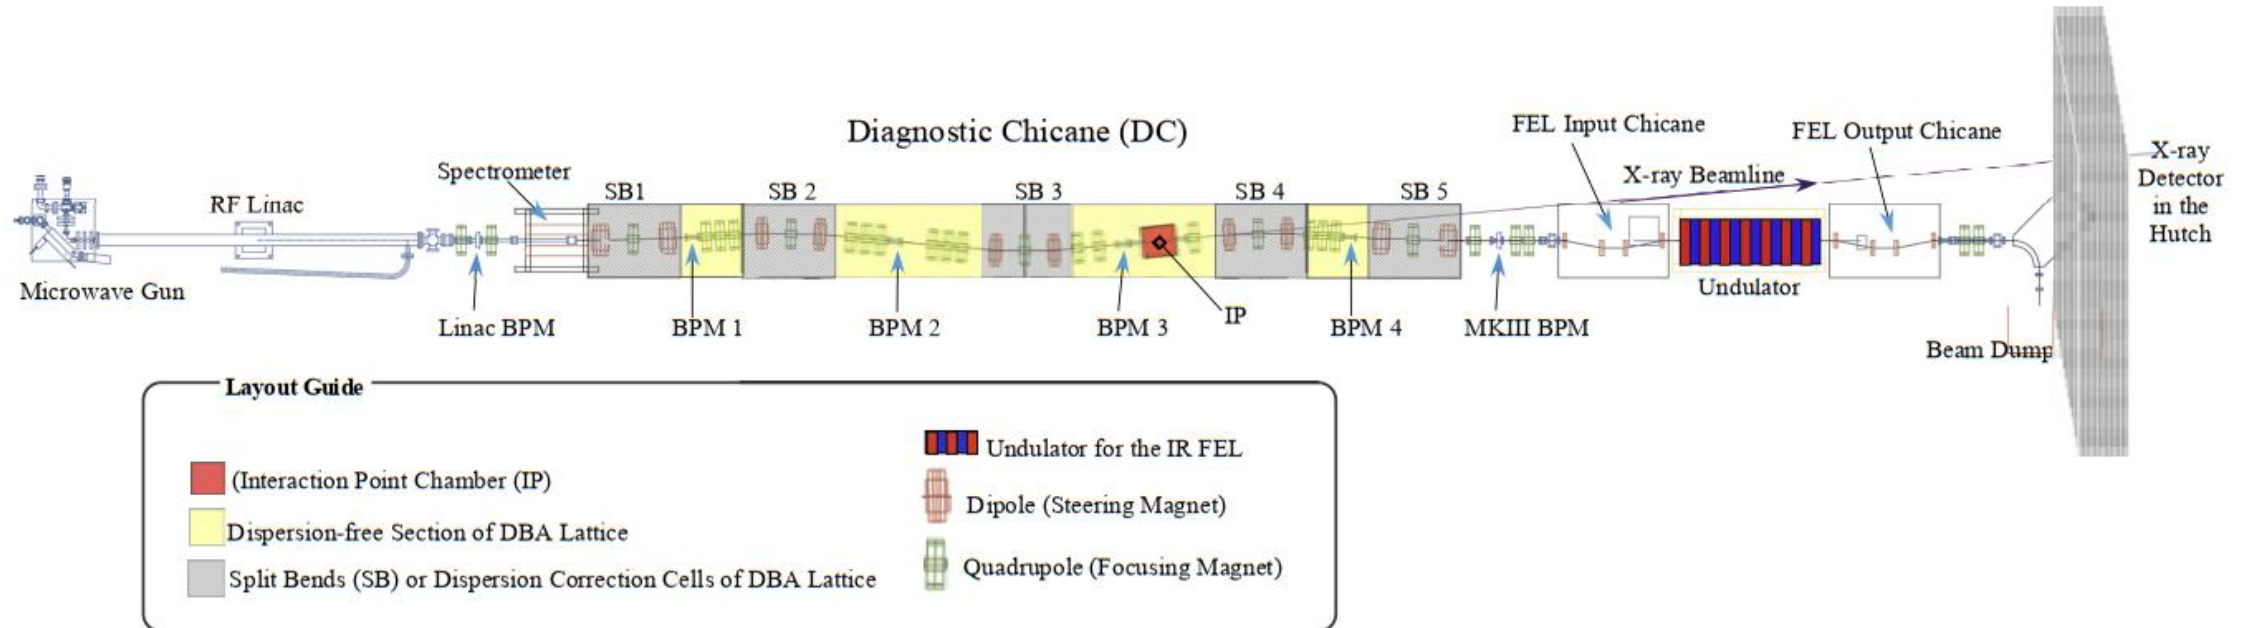 Diagnostic Chicane (DC)
FEL Input Chicane
FEL Output Chicane
Spectrometer
X-ray Beamline
X-ray
Detector
in the
Hutch
RF Linac
SB1
SB 2
SB 3
SB 4
SB 5
Microwave Gun
Undulator
Linac BPM
BPM 1
BPM 2
BPM 3
IP
BPM 4
MKIII BPM
Beam Dump
Layout Guide
(Interaction Point Chamber (IP)
Dispersion-free Section of DBA Lattice
Split Bends (SB) or Dispersion Correction Cells of DBA Lattice
Undulator for the IR FEL
Dipole (Steering Magnet)
Quadrupole (Focusing Magnet)